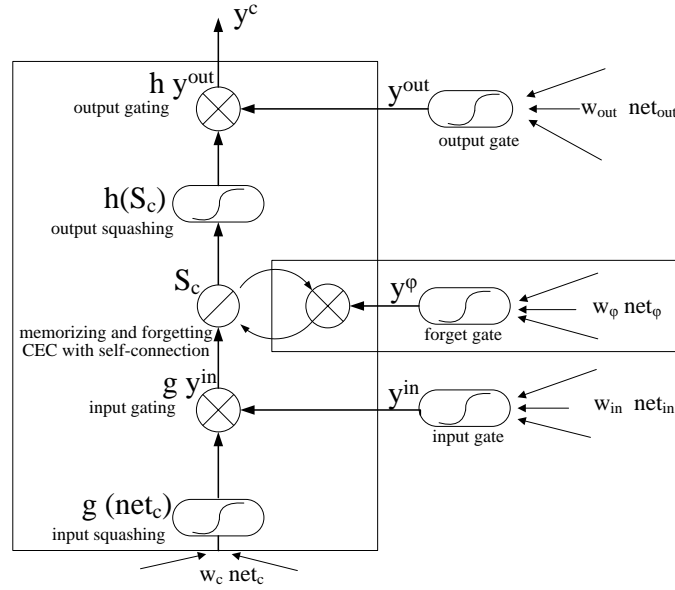 y^c
h y^out
output gating
y^out
w_out net_out
output gate
h(S_c)
output squashing
S_c
y^φ
w_φ net_φ
forget gate
memorizing and forgetting
CEC with self-connection
g y^in
input gating
y^in
w_in net_in
input gate
g (net_c)
input squashing
w_c net_c